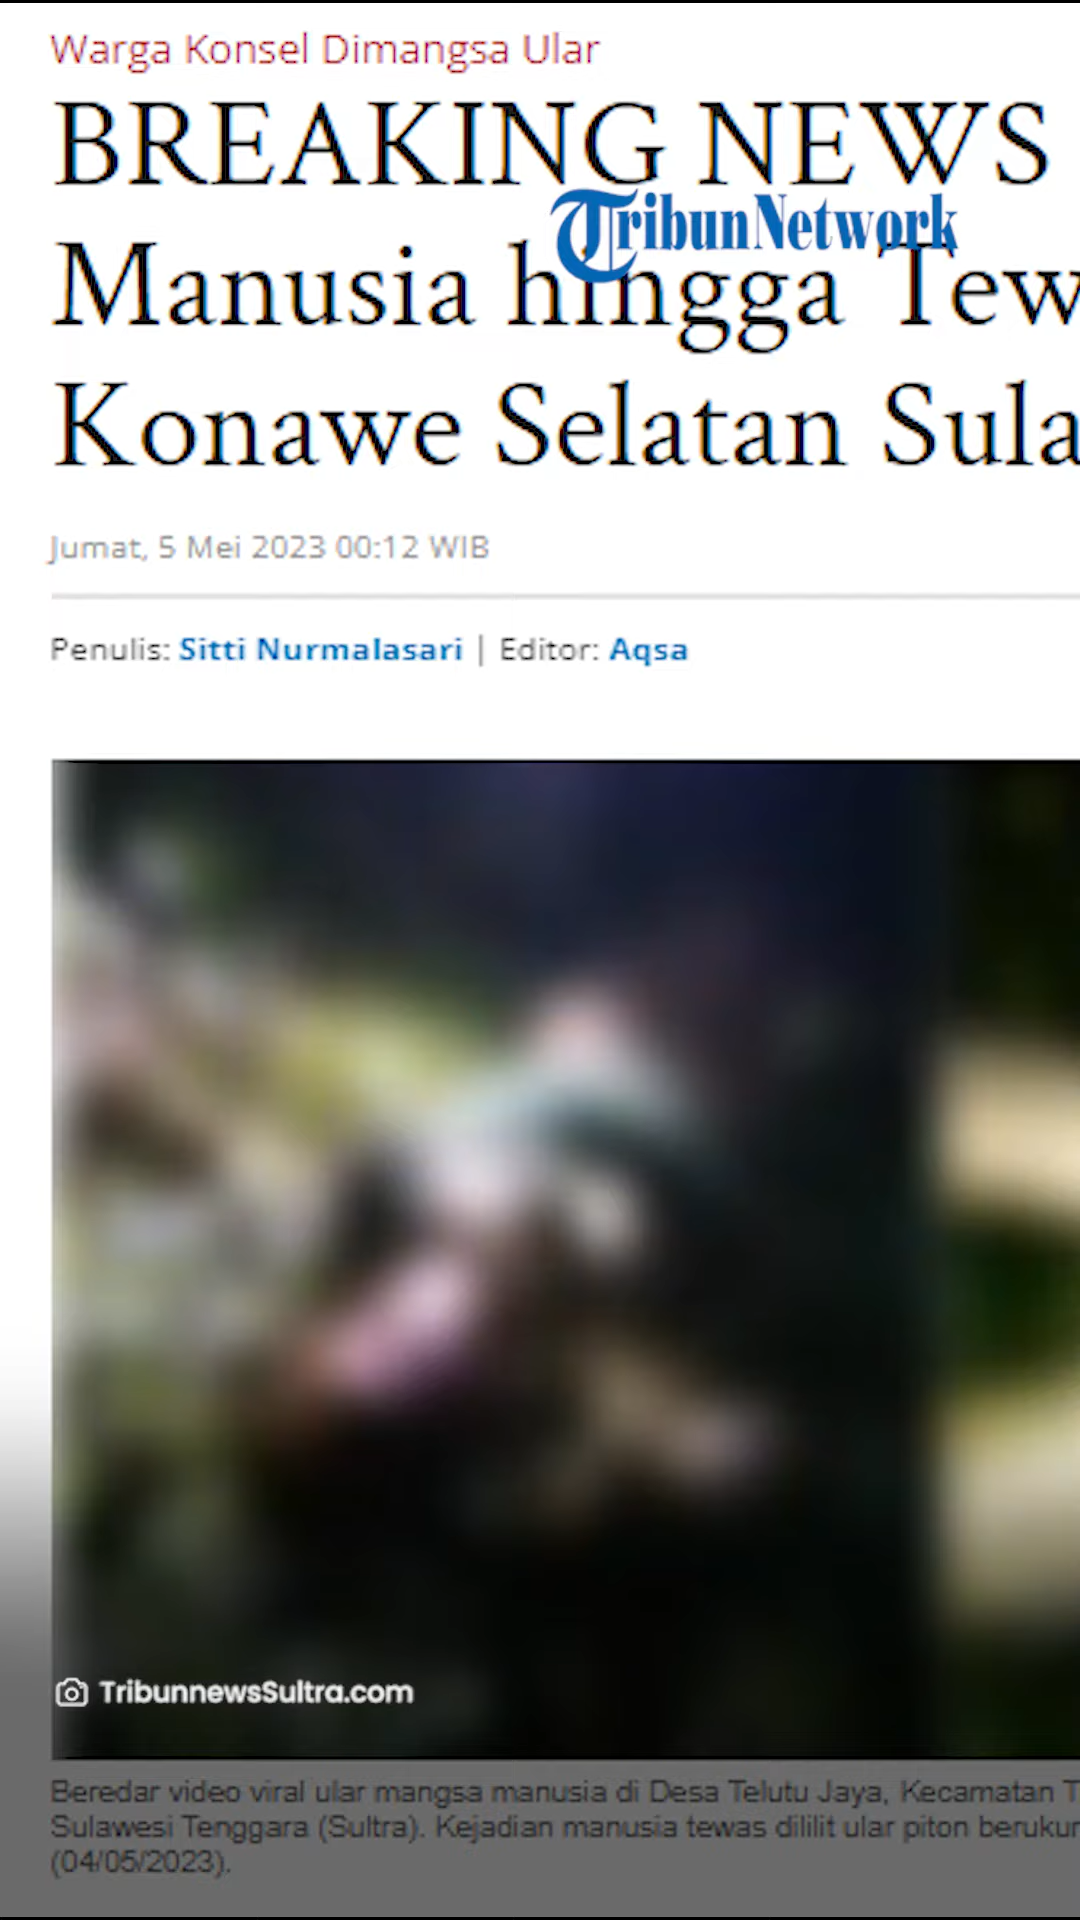 Warga Konsel Dimangsa Ular
BREAKING NEWS
TribunNetwork
Manusia hingga Tew
Konawe Selatan Sula
Jumat, 5 Mei 2023 00:12 WIB
Penulis: Sitti Nurmalasari | Editor: Aqsa
TribunnewsSultra.com
Beredar video viral ular mangsa manusia di Desa Telutu Jaya, Kecamatan T
Sulawesi Tenggara (Sultra). Kejadian manusia tewas dililit ular piton berukur
(04/05/2023).